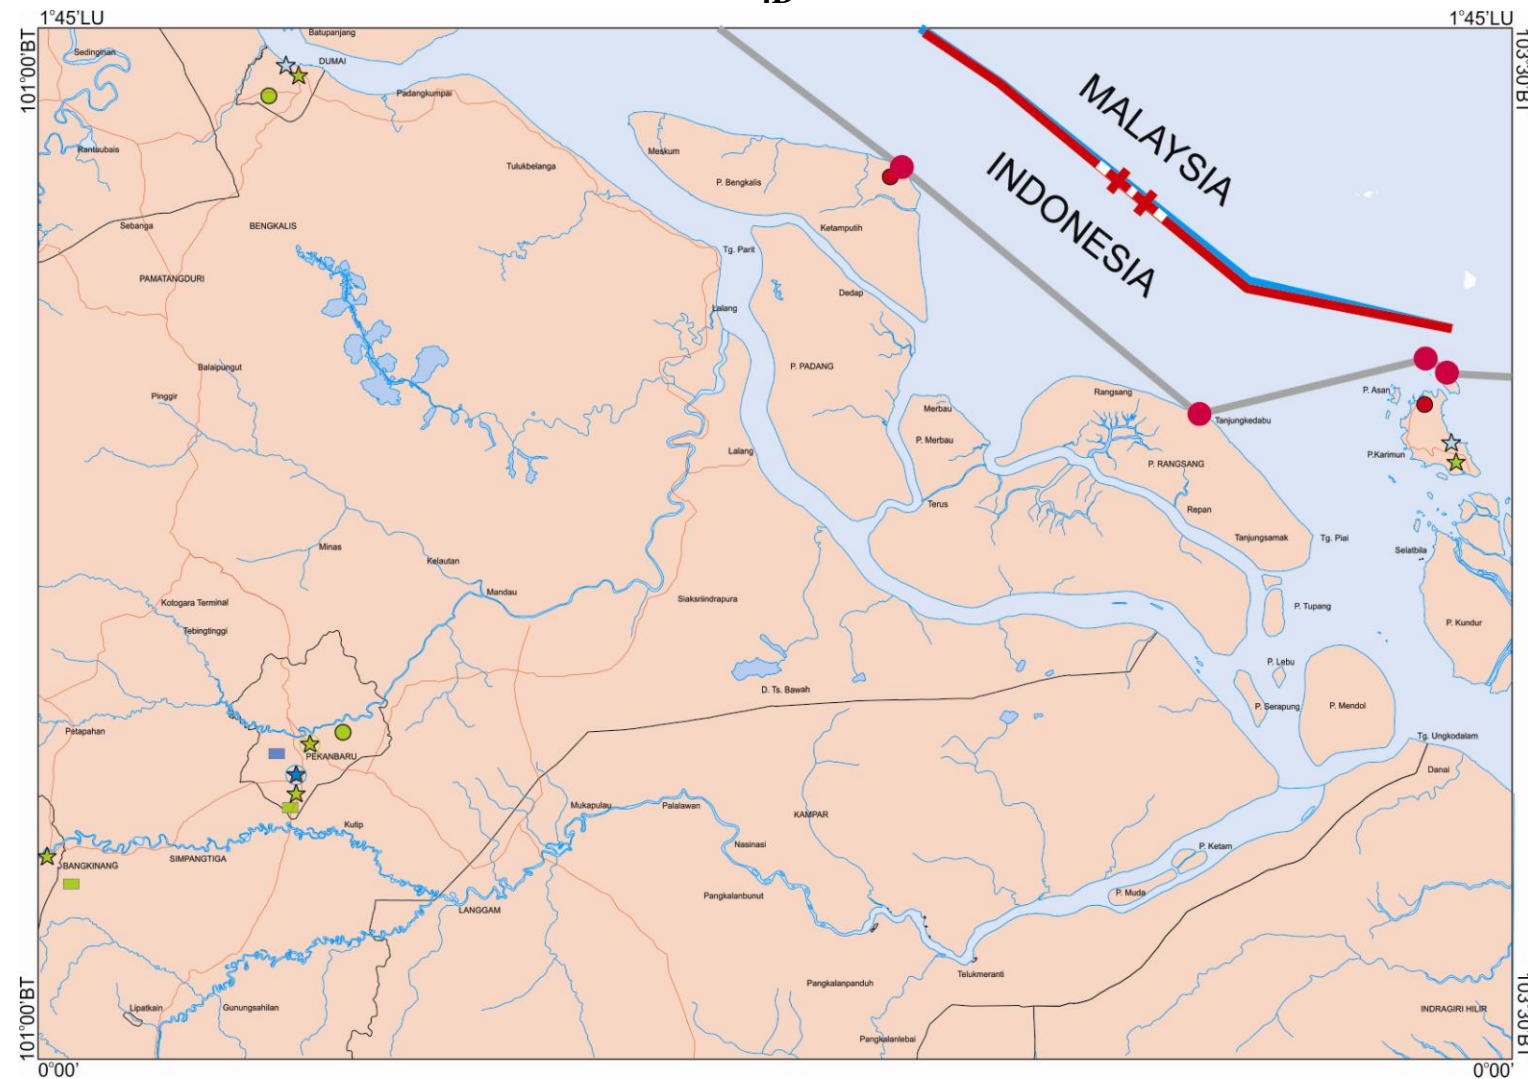 1°45'LU
1°45'LU
101°00'BT
103°30'BT
Batupanjang
Sedinginan
DUMAI
Padangkumpai
Rantaubais
Meskum
Tulukbelanga
P. Bengkalis
MALAYSIA
INDONESIA
Sebanga
BENGKALIS
Ketamputih
Tg. Parit
PAMATANGDURI
Dedap
Lalang
Balaipungut
P. PADANG
Pinggir
P. Asan
Rangsang
Merbau
Tanjungkedabu
P. Merbau
Lalang
P.Karimun
P. RANGSANG
Terus
Repan
Tanjungsamak
Tg. Piai
Minas
Selatbila
Kelautan
Mandau
Siaksriindrapura
Kotogara Terminal
P. Tupang
P. Kundur
Tebingtinggi
P. Lebu
D. Ts. Bawah
P. Serapung
P. Mendol
Petapahan
Tg. Ungkodalam
PEKANBARU
Danai
Mukapulau
Palalawan
KAMPAR
Kutip
Nasinasi
P. Ketam
SIMPANGTIGA
BANGKINANG
Pangkalanbunut
P. Muda
LANGGAM
Telukmeranti
Pangkalanpanduh
Lipatkain
Gunungsahilan
INDRAGIRI HILIR
Pangkalanlebai
101°00'BT
103°30'BT
0°00'
0°00'